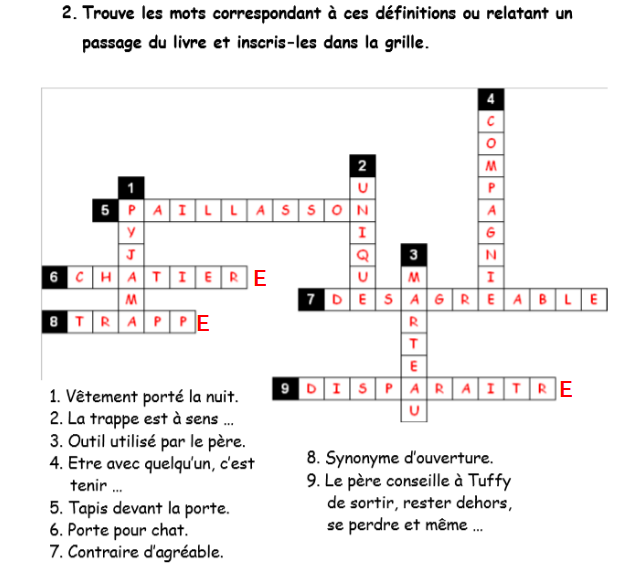 2. Trouve les mots correspondant à ces définitions ou relatant un
passage du livre et inscris-les dans la grille.
4
C
O
2 M
1 U P
5 P A I L L A S S O N A
Y I G
J Q 3 N
6 C H A T I E R E U M I
M 7 D E S A G R E A B L E
8 T R A P P E R
T
E
9 D I S P A R A I T R E
U
1. Vêtement porté la nuit.
2. La trappe est à sens ...
3. Outil utilisé par le père.
4. Etre avec quelqu'un, c'est
tenir ...
5. Tapis devant la porte.
6. Porte pour chat.
7. Contraire d'agréable.
8. Synonyme d'ouverture.
9. Le père conseille à Tuffy
de sortir, rester dehors,
se perdre et même ...